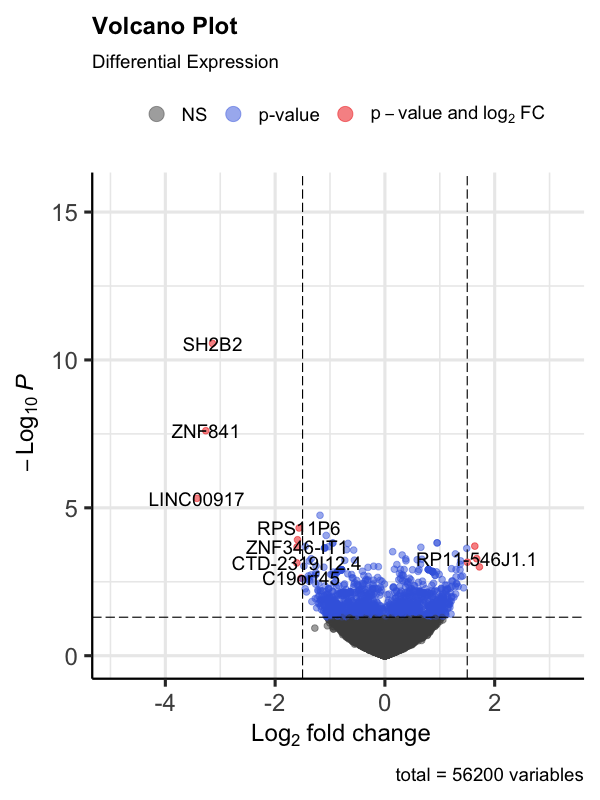 Volcano Plot
Differential Expression
NS p-value p – value and log₂ FC
15
10
5
0
SH2B2
ZNF841
LINC00917
RPS11P6
ZNF346-IT1
CTD-2319I12.4
C19orf45
RP11-546J1.1
− Log₁₀ P
-4 -2 0 2
Log₂ fold change
total = 56200 variables